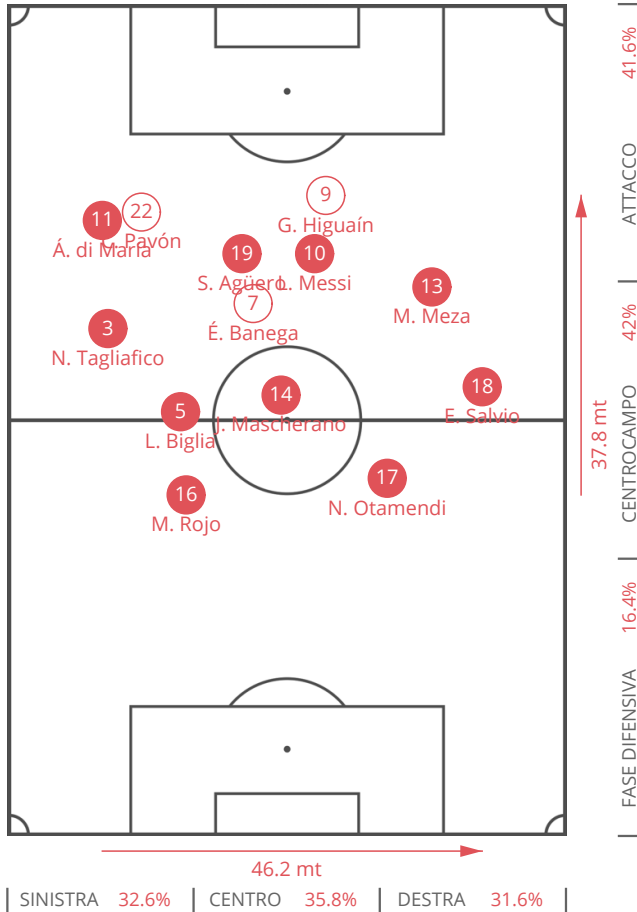 41.6%
ATTACCO
9
G. Higuaín
22
C. Pavón
11
Á. di María
19
S. Agüero
10
L. Messi
13
M. Meza
7
É. Banega
3
N. Tagliafico
42%
CENTROCAMPO
37.8 mt
18
E. Salvio
14
J. Mascherano
5
L. Biglia
17
N. Otamendi
16
M. Rojo
16.4%
FASE DIFENSIVA
46.2 mt
SINISTRA 32.6% CENTRO 35.8% DESTRA 31.6%